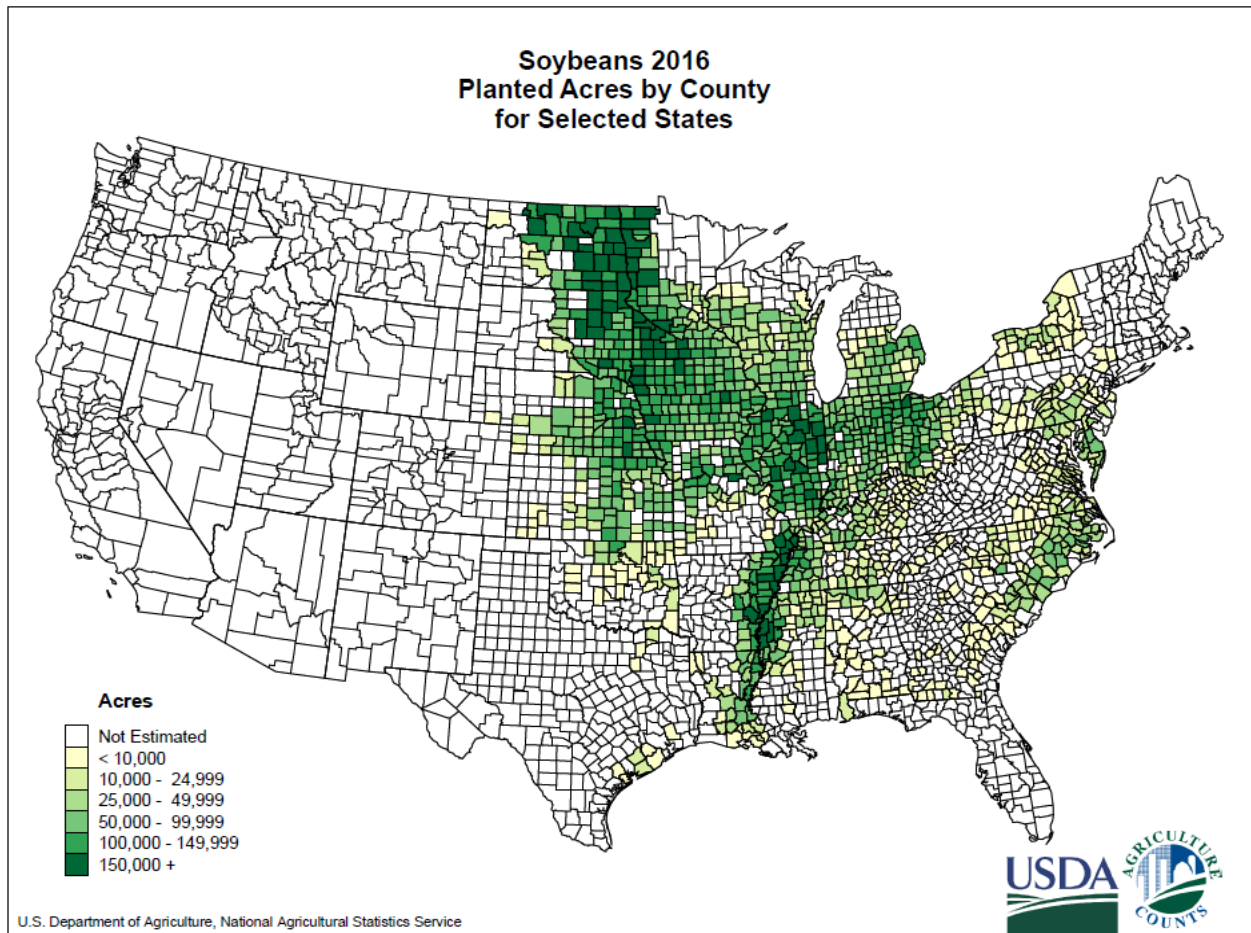 Soybeans 2016
Planted Acres by County
for Selected States
Acres
Not Estimated
< 10,000
10,000 - 24,999
25,000 - 49,999
50,000 - 99,999
100,000 - 149,999
150,000 +
USDA
AGRICULTURE
COUNTS
U.S. Department of Agriculture, National Agricultural Statistics Service